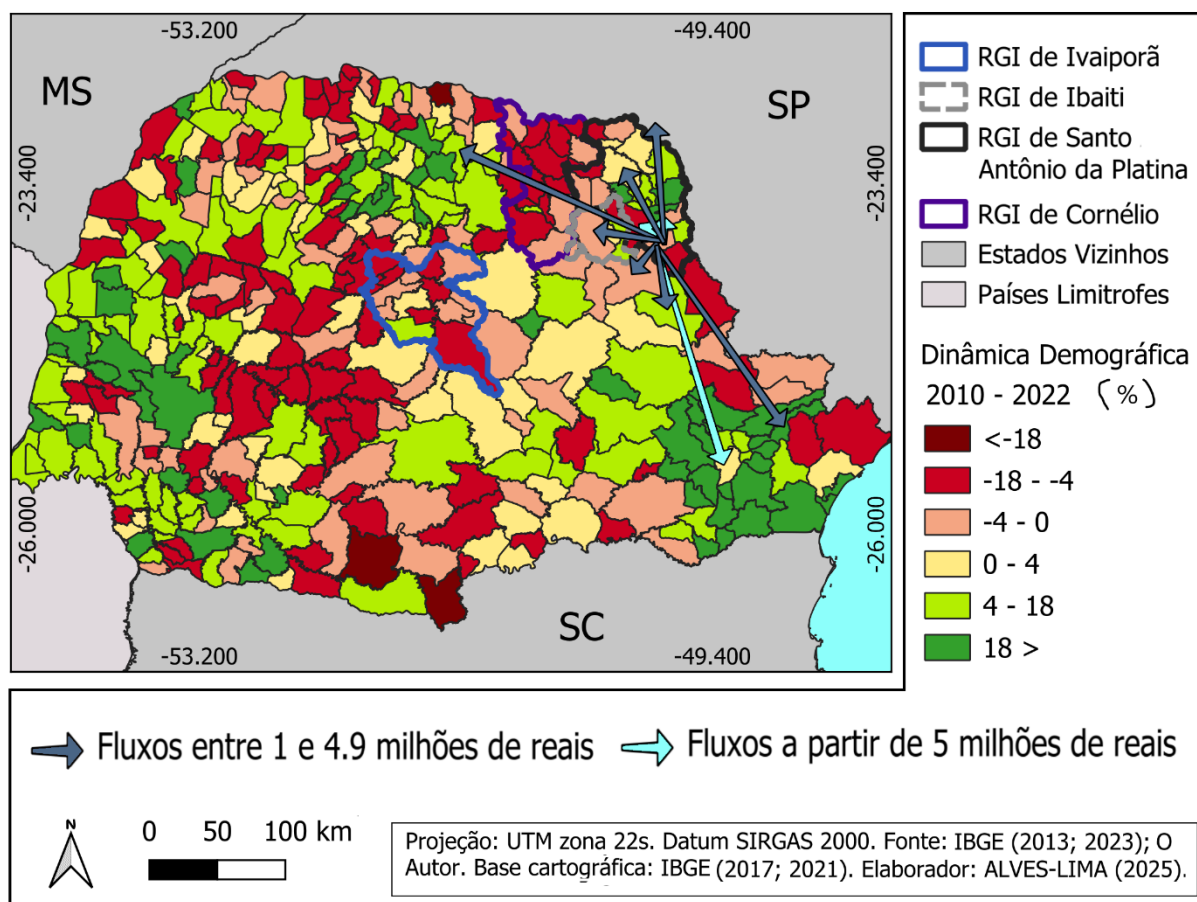 -53.200
-49.400
MS
SP
-23.400
-23.400
-26.000
-26.000
SC
-53.200
-49.400
RGI de Ivaiporã
RGI de Ibaiti
RGI de Santo
Antônio da Platina
RGI de Cornélio
Estados Vizinhos
Países Limitrofes
Dinâmica Demográfica
2010 - 2022 (%)
<-18
-18 - -4
-4 - 0
0 - 4
4 - 18
18 >
Fluxos entre 1 e 4.9 milhões de reais
Fluxos a partir de 5 milhões de reais
N
0 50 100 km
Projeção: UTM zona 22s. Datum SIRGAS 2000. Fonte: IBGE (2013; 2023); O
Autor. Base cartográfica: IBGE (2017; 2021). Elaborador: ALVES-LIMA (2025).